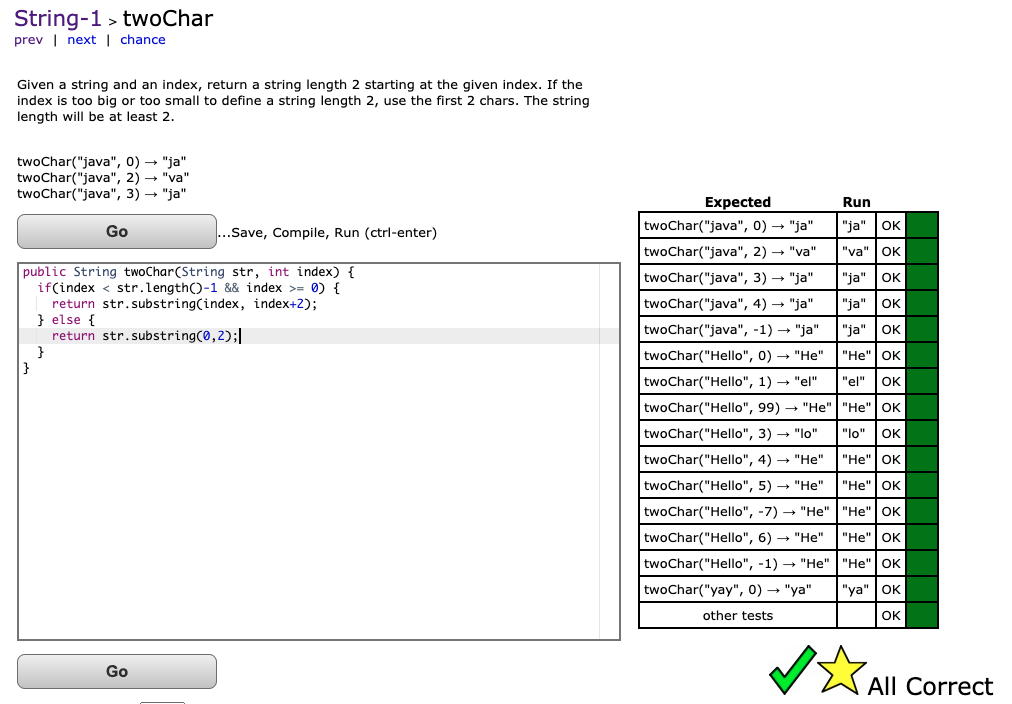 String-1 > twoChar
prev | next | chance
Given a string and an index, return a string length 2 starting at the given index. If the
index is too big or too small to define a string length 2, use the first 2 chars. The string
length will be at least 2.
twoChar("java", 0) → "ja"
twoChar("java", 2) → "va"
twoChar("java", 3) → "ja"
Go
...Save, Compile, Run (ctrl-enter)
public String twoChar(String str, int index) {
  if(index < str.length()-1 && index >= 0) {
    return str.substring(index, index+2);
  } else {
    return str.substring(0,2);
  }
}
Go
Expected Run
twoChar("java", 0) → "ja" "ja" OK
twoChar("java", 2) → "va" "va" OK
twoChar("java", 3) → "ja" "ja" OK
twoChar("java", 4) → "ja" "ja" OK
twoChar("java", -1) → "ja" "ja" OK
twoChar("Hello", 0) → "He" "He" OK
twoChar("Hello", 1) → "el" "el" OK
twoChar("Hello", 99) → "He" "He" OK
twoChar("Hello", 3) → "lo" "lo" OK
twoChar("Hello", 4) → "He" "He" OK
twoChar("Hello", 5) → "He" "He" OK
twoChar("Hello", -7) → "He" "He" OK
twoChar("Hello", 6) → "He" "He" OK
twoChar("Hello", -1) → "He" "He" OK
twoChar("yay", 0) → "ya" "ya" OK
other tests OK
All Correct